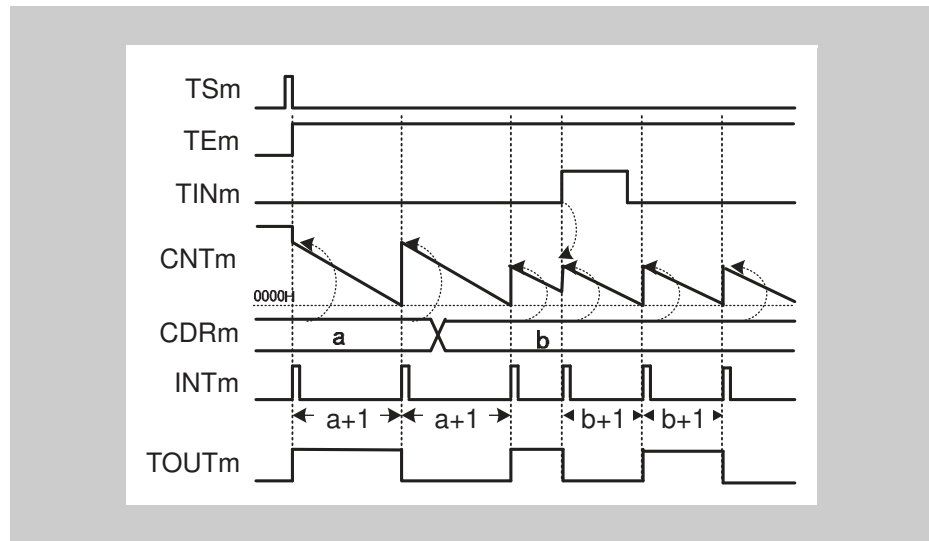 TSm
TEm
TINm
CNTm
0000H
CDRm
a
b
INTm
a+1
a+1
b+1
b+1
TOUTm